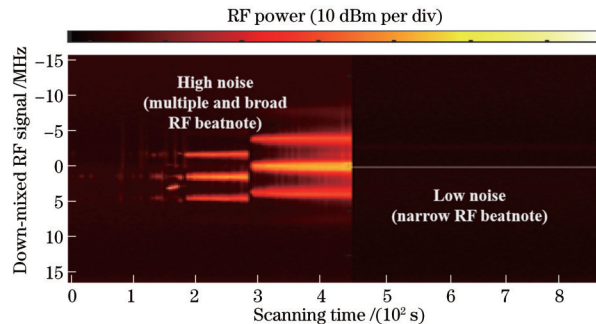 RF power (10 dBm per div)
High noise
(multiple and broad
RF beatnote)
Low noise
(narrow RF beatnote)
Down-mixed RF signal /MHz
-15
-10
-5
0
5
10
15
0
1
2
3
4
5
6
7
8
Scanning time /(10² s)